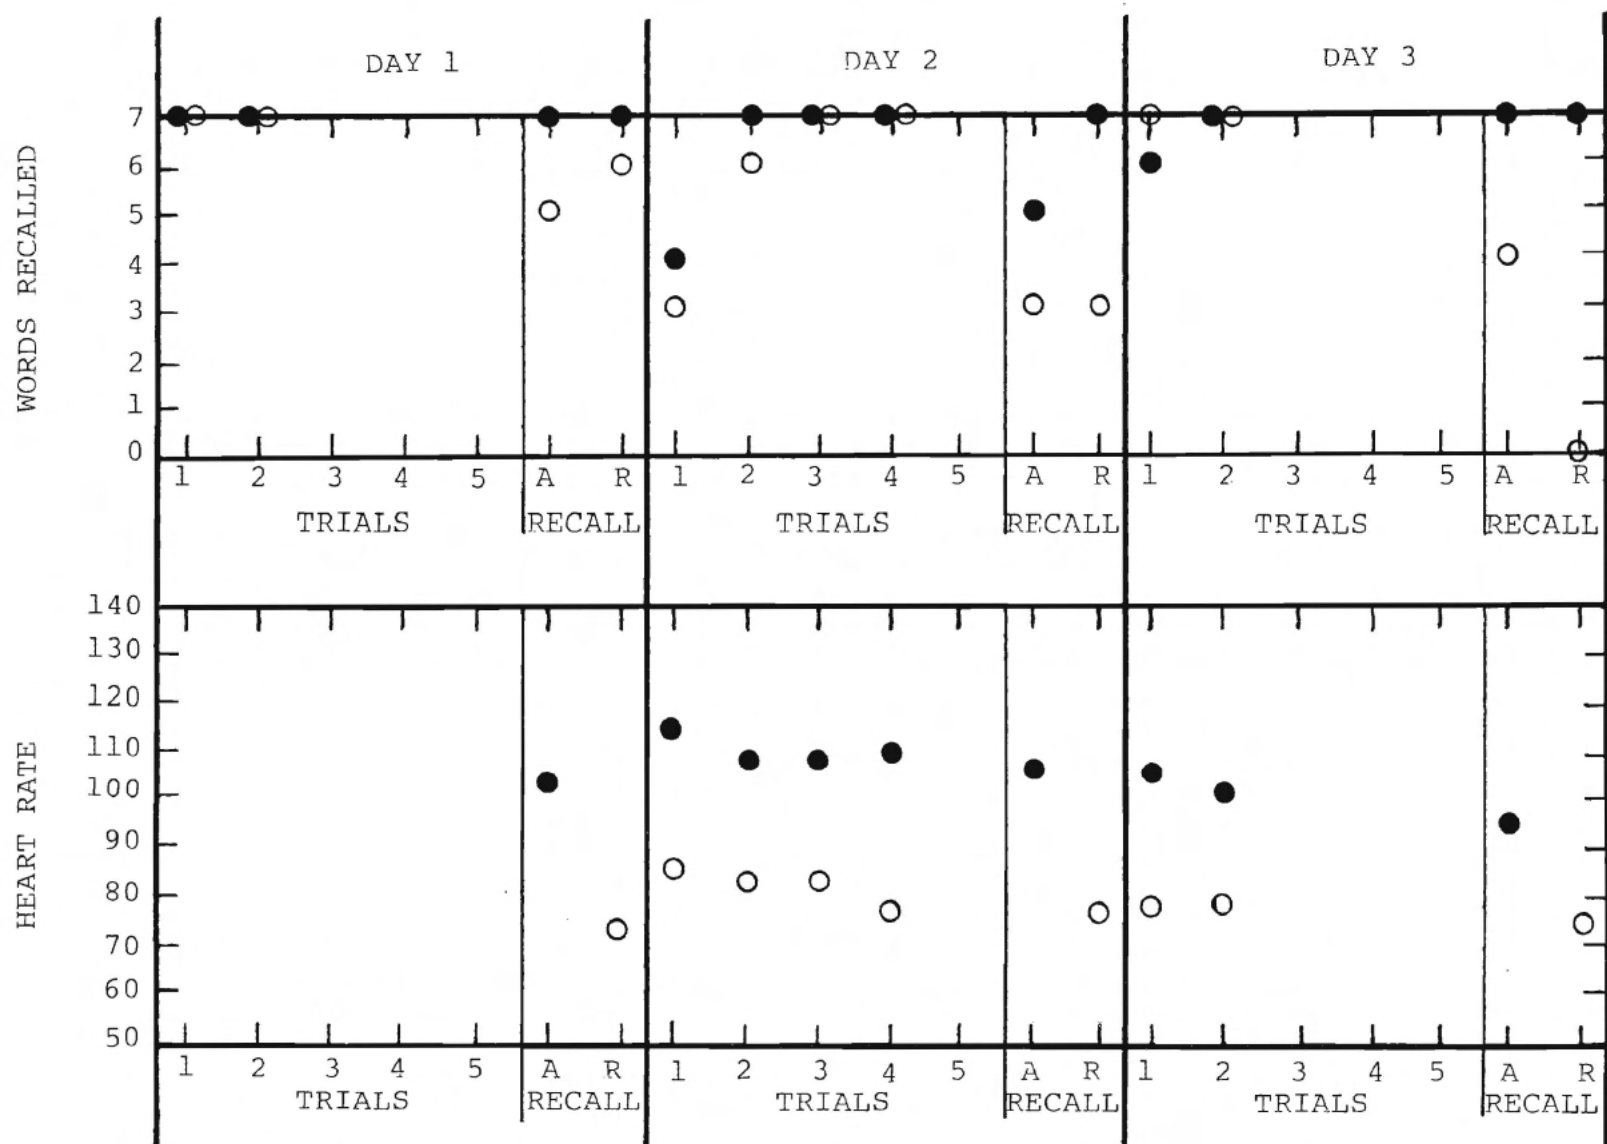 DAY 1 DAY 2 DAY 3
WORDS RECALLED
7
6
5
4
3
2
1
0
1 2 3 4 5 A R 1 2 3 4 5 A R 1 2 3 4 5 A R
TRIALS RECALL TRIALS RECALL TRIALS RECALL
HEART RATE
140
130
120
110
100
90
80
70
60
50
1 2 3 4 5 A R 1 2 3 4 5 A R 1 2 3 4 5 A R
TRIALS RECALL TRIALS RECALL TRIALS RECALL